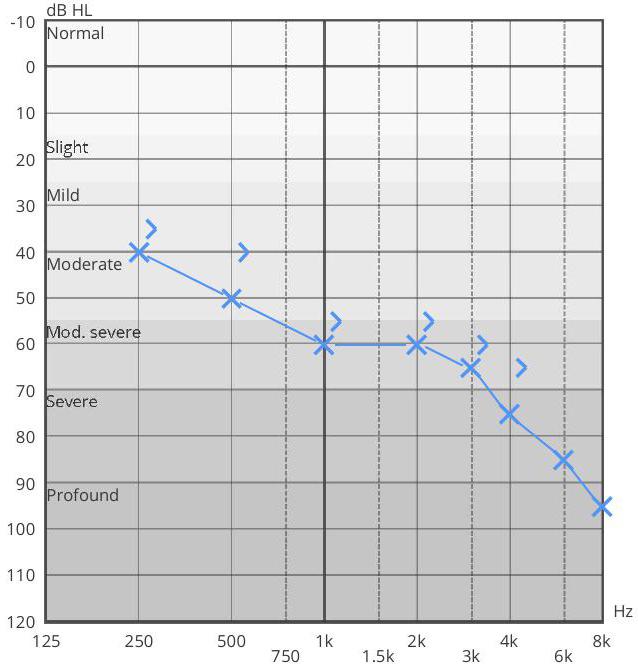 dB HL
-10
Normal
0
10
Slight
20
Mild
30
40
Moderate
50
Mod. severe
60
70
Severe
80
90
Profound
100
110
120
Hz
125 250 500 1k 2k 4k 8k
750 1.5k 3k 6k